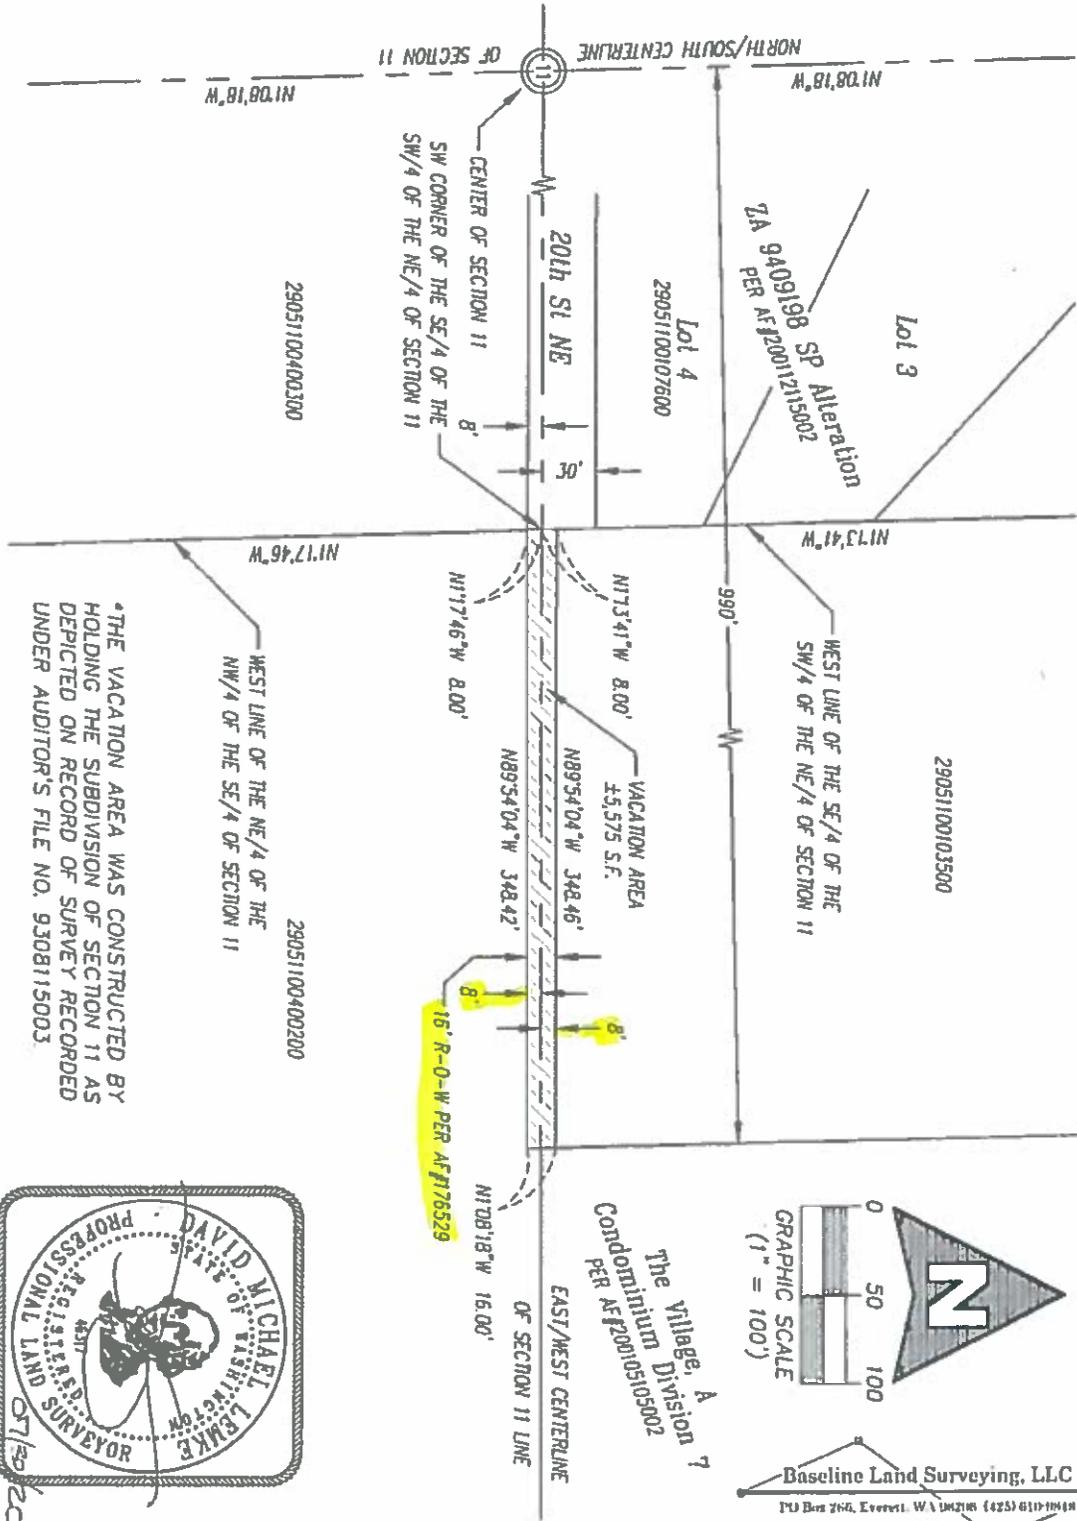 NORTH/SOUTH CENTERLINE
OF SECTION 11
N1°08'18"W
N1°08'18"W
11
CENTER OF SECTION 11
SW CORNER OF THE SE/4 OF THE
SW/4 OF THE NE/4 OF SECTION 11
20th St NE
8'
30'
Lot 4
29051100107600
Lot 3
ZA 9409198 SP Alteration
PER AF#200112115002
29051100400300
N1°13'41"W
N1°17'46"W
990'
WEST LINE OF THE SE/4 OF THE
SW/4 OF THE NE/4 OF SECTION 11
29051100103500
N1°13'41"W 8.00'
N1°17'46"W 8.00'
VACATION AREA
±5,575 S.F.
N89°54'04"W 348.46'
N89°54'04"W 348.42'
8'
8'
16' R-O-W PER AF#176529
N1°08'18"W 16.00'
WEST LINE OF THE NE/4 OF THE
NW/4 OF THE SE/4 OF SECTION 11
29051100400200
EAST/WEST CENTERLINE
OF SECTION 11 LINE
The Village, A
Condominium Division 7
PER AF#200105105002
*THE VACATION AREA WAS CONSTRUCTED BY
HOLDING THE SUBDIVISION OF SECTION 11 AS
DEPICTED ON RECORD OF SURVEY RECORDED
UNDER AUDITOR'S FILE NO. 9308115003.
N
0 50 100
GRAPHIC SCALE
(1" = 100')
DAVID MICHAEL LEMKE
STATE OF WASHINGTON
REGISTERED
PROFESSIONAL LAND SURVEYOR
Baseline Land Surveying, LLC
PO Box 266, Everett, WA